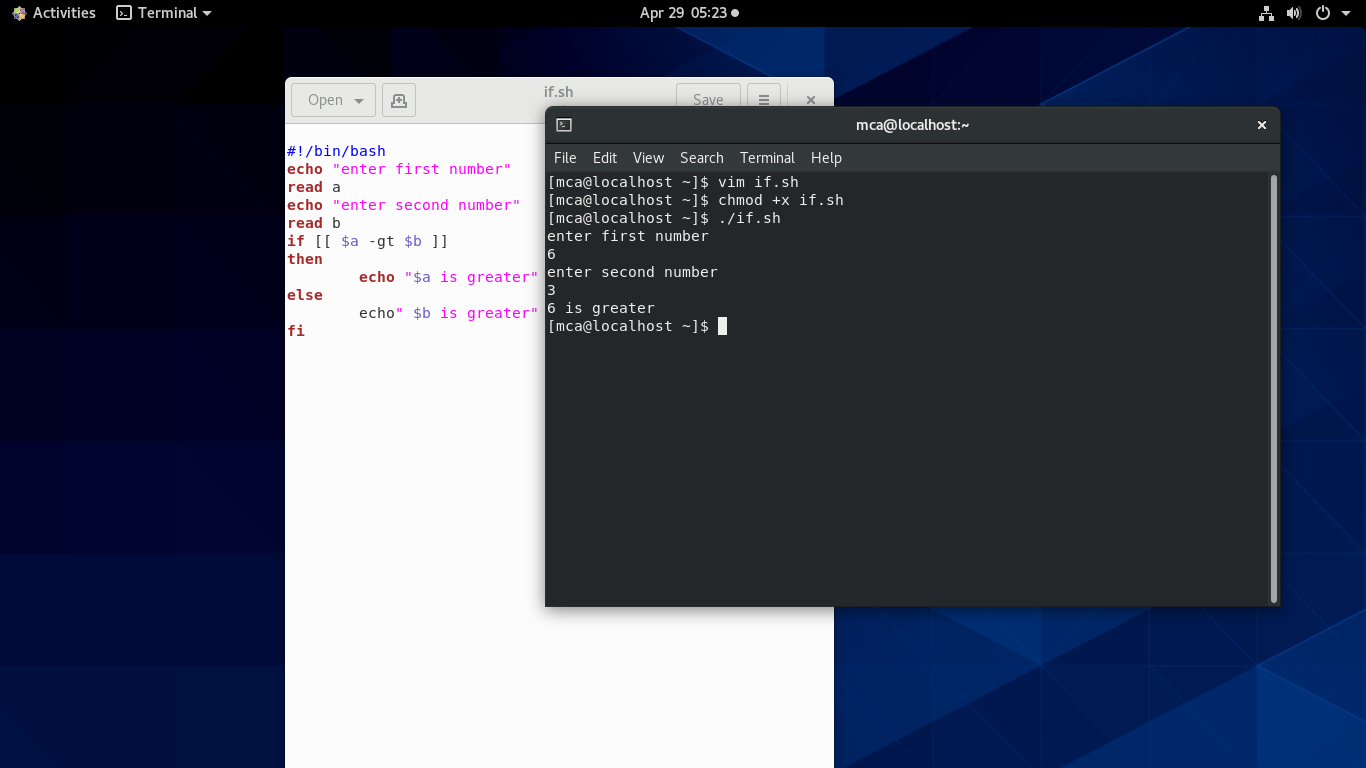 Activities Terminal Apr 29 05:23
Open if.sh Save
#!/bin/bash
echo "enter first number"
read a
echo "enter second number"
read b
if [[ $a -gt $b ]]
then
        echo "$a is greater"
else
        echo" $b is greater"
fi
mca@localhost:~
File Edit View Search Terminal Help
[mca@localhost ~]$ vim if.sh
[mca@localhost ~]$ chmod +x if.sh
[mca@localhost ~]$ ./if.sh
enter first number
6
enter second number
3
6 is greater
[mca@localhost ~]$